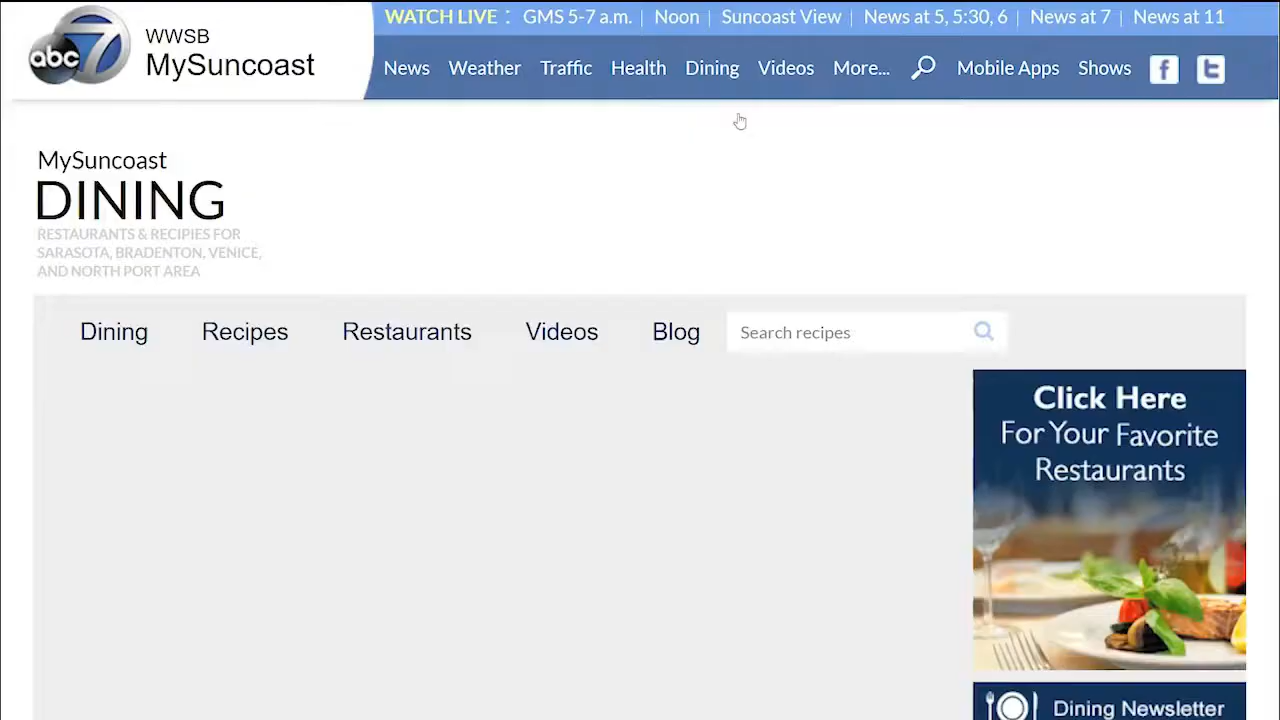 WATCH LIVE : GMS 5-7 a.m. | Noon | Suncoast View | News at 5, 5:30, 6 | News at 7 | News at 11
abc 7
WWSB
MySuncoast
News Weather Traffic Health Dining Videos More... Mobile Apps Shows f t
MySuncoast
DINING
RESTAURANTS & RECIPIES FOR
SARASOTA, BRADENTON, VENICE,
AND NORTH PORT AREA
Dining Recipes Restaurants Videos Blog Search recipes
Click Here
For Your Favorite
Restaurants
Dining Newsletter